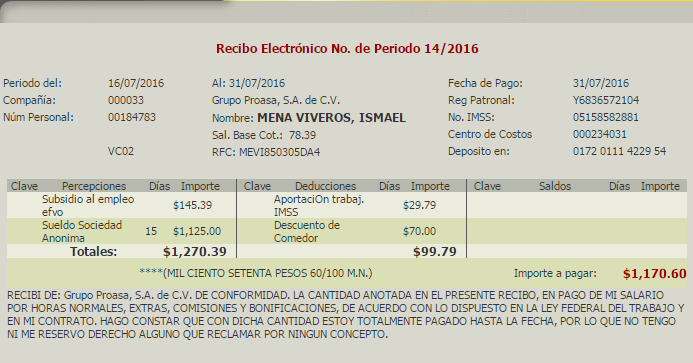 Recibo Electrónico No. de Periodo 14/2016
Periodo del: 16/07/2016 Al: 31/07/2016 Fecha de Pago: 31/07/2016
Compañía: 000033 Grupo Proasa, S.A. de C.V. Reg Patronal: Y6836572104
Núm Personal: 00184783 Nombre: MENA VIVEROS, ISMAEL No. IMSS: 05158582881
Sal. Base Cot.: 78.39 Centro de Costos 000234031
VC02 RFC: MEVI850305DA4 Deposito en: 0172 0111 4229 54
Clave Percepciones Días Importe Clave Deducciones Días Importe Clave Saldos Días Importe
Subsidio al empleo efvo $145.39 AportaciOn trabaj. IMSS $29.79
Sueldo Sociedad Anonima 15 $1,125.00 Descuento de Comedor $70.00
Totales: $1,270.39 $99.79
****(MIL CIENTO SETENTA PESOS 60/100 M.N.) Importe a pagar: $1,170.60
RECIBI DE: Grupo Proasa, S.A. de C.V. DE CONFORMIDAD. LA CANTIDAD ANOTADA EN EL PRESENTE RECIBO, EN PAGO DE MI SALARIO
POR HORAS NORMALES, EXTRAS, COMISIONES Y BONIFICACIONES, DE ACUERDO CON LO DISPUESTO EN LA LEY FEDERAL DEL TRABAJO Y
EN MI CONTRATO. HAGO CONSTAR QUE CON DICHA CANTIDAD ESTOY TOTALMENTE PAGADO HASTA LA FECHA, POR LO QUE NO TENGO
NI ME RESERVO DERECHO ALGUNO QUE RECLAMAR POR NINGUN CONCEPTO.